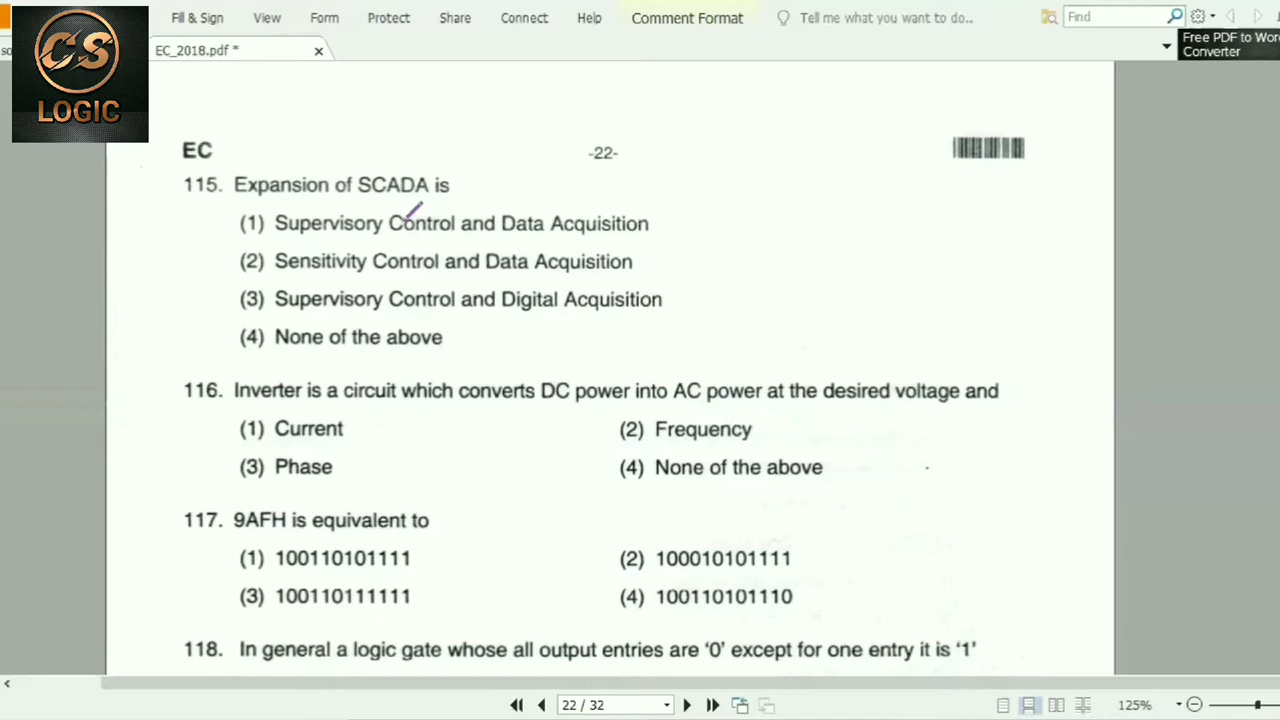 Fill & Sign View Form Protect Share Connect Help Comment Format Tell me what you want to do.. Find
Free PDF to Wor
Converter
EC_2018.pdf *
CS
LOGIC
EC -22-
115. Expansion of SCADA is
(1) Supervisory Control and Data Acquisition
(2) Sensitivity Control and Data Acquisition
(3) Supervisory Control and Digital Acquisition
(4) None of the above
116. Inverter is a circuit which converts DC power into AC power at the desired voltage and
(1) Current (2) Frequency
(3) Phase (4) None of the above
117. 9AFH is equivalent to
(1) 100110101111 (2) 100010101111
(3) 100110111111 (4) 100110101110
118. In general a logic gate whose all output entries are ‘0’ except for one entry it is ‘1’
22 / 32 125%